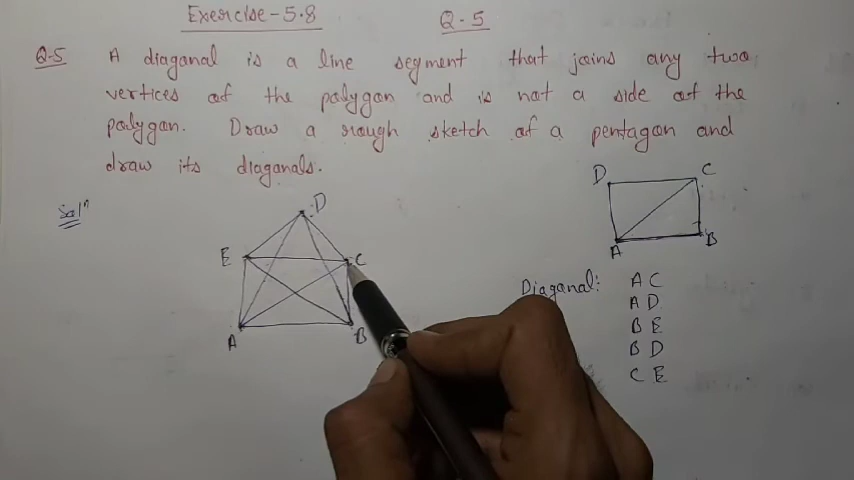 Exercise-5.8
Q.5
Q-5 A diagonal is a line segment that joins any two
vertices of the polygon and is not a side of the
polygon. Draw a rough sketch of a pentagon and
draw its diagonals.
Solⁿ
D
E
C
A
B
D
C
A
B
Diagonal: AC
AD
BE
BD
CE